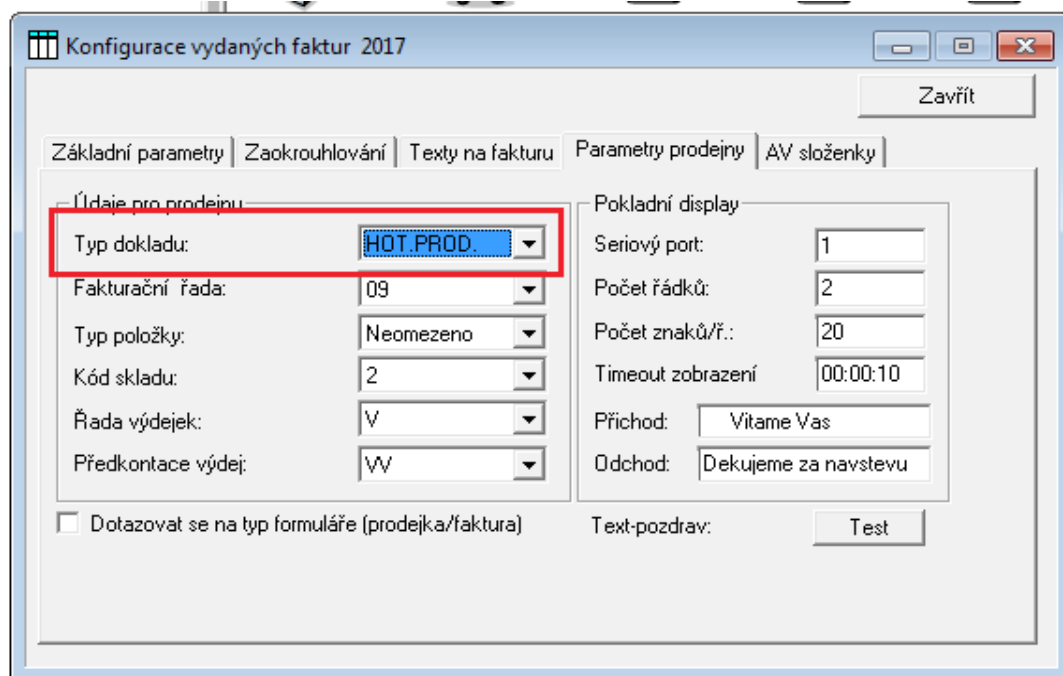 Konfigurace vydaných faktur 2017
Zavřít
Základní parametry Zaokrouhlování Texty na fakturu Parametry prodejny AV složenky
Údaje pro prodejnu
Typ dokladu: HOT.PROD.
Fakturační řada: 09
Typ položky: Neomezeno
Kód skladu: 2
Řada výdejek: V
Předkontace výdej: VV
Dotazovat se na typ formuláře (prodejka/faktura)
Pokladní display
Seriový port: 1
Počet řádků: 2
Počet znaků/ř.: 20
Timeout zobrazení 00:00:10
Příchod: Vitame Vas
Odchod: Dekujeme za navstevu
Text-pozdrav: Test